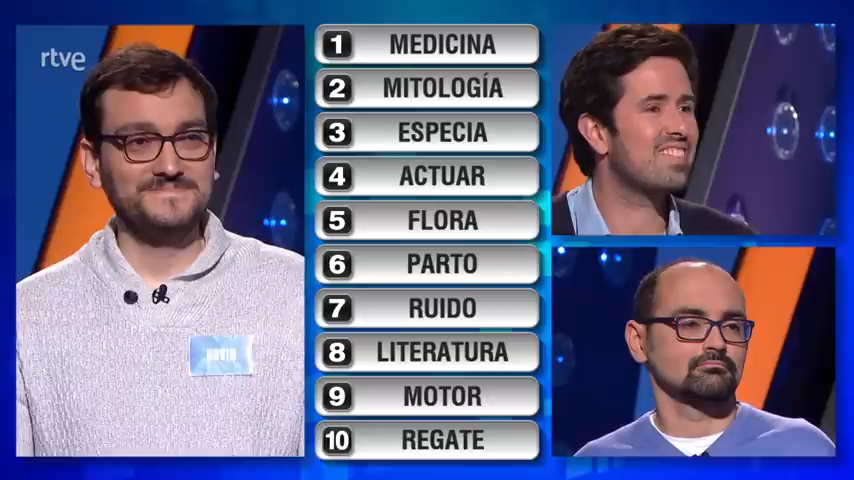 rtve
1 MEDICINA
2 MITOLOGÍA
3 ESPECIA
4 ACTUAR
5 FLORA
6 PARTO
7 RUIDO
8 LITERATURA
9 MOTOR
10 REGATE